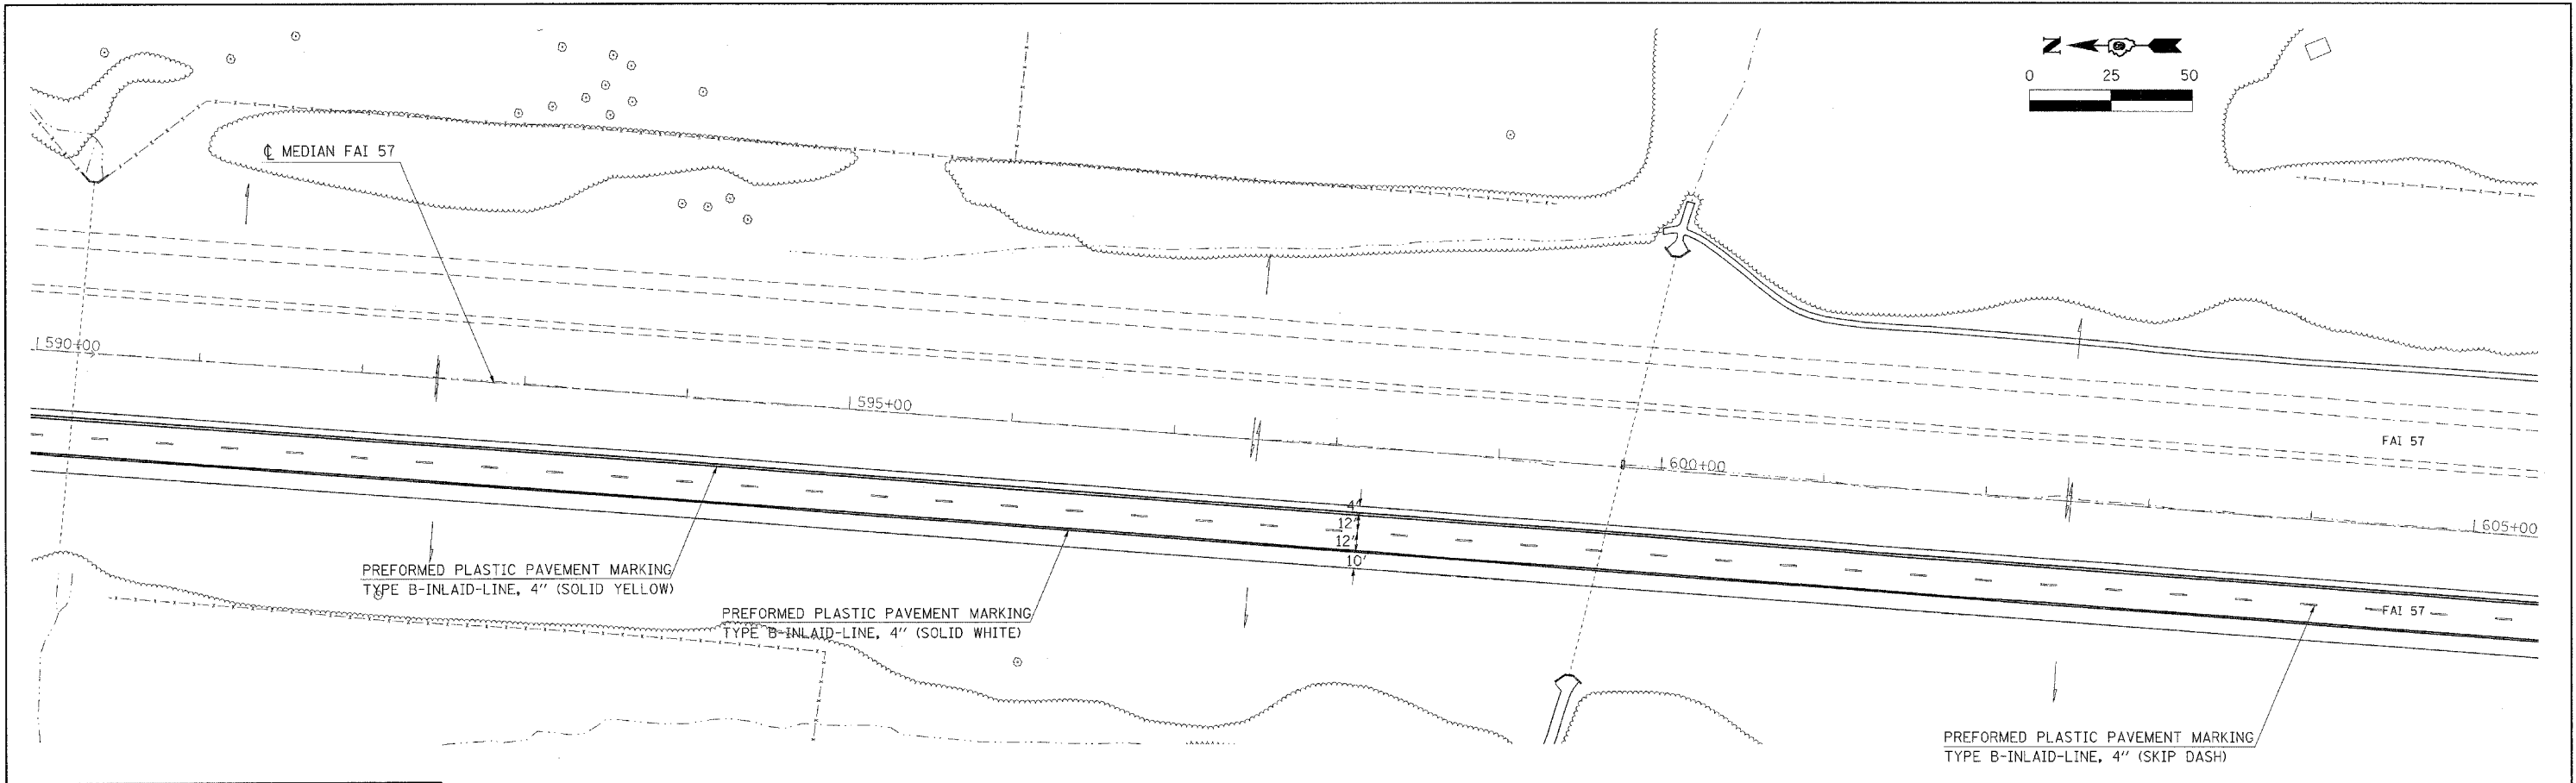 N
0 25 50
℄ MEDIAN FAI 57
590+00
595+00
FAI 57
600+00
605+00
4'
12'
12'
10'
PREFORMED PLASTIC PAVEMENT MARKING
TYPE B-INLAID-LINE, 4" (SOLID YELLOW)
PREFORMED PLASTIC PAVEMENT MARKING
TYPE B-INLAID-LINE, 4" (SOLID WHITE)
FAI 57
PREFORMED PLASTIC PAVEMENT MARKING
TYPE B-INLAID-LINE, 4" (SKIP DASH)